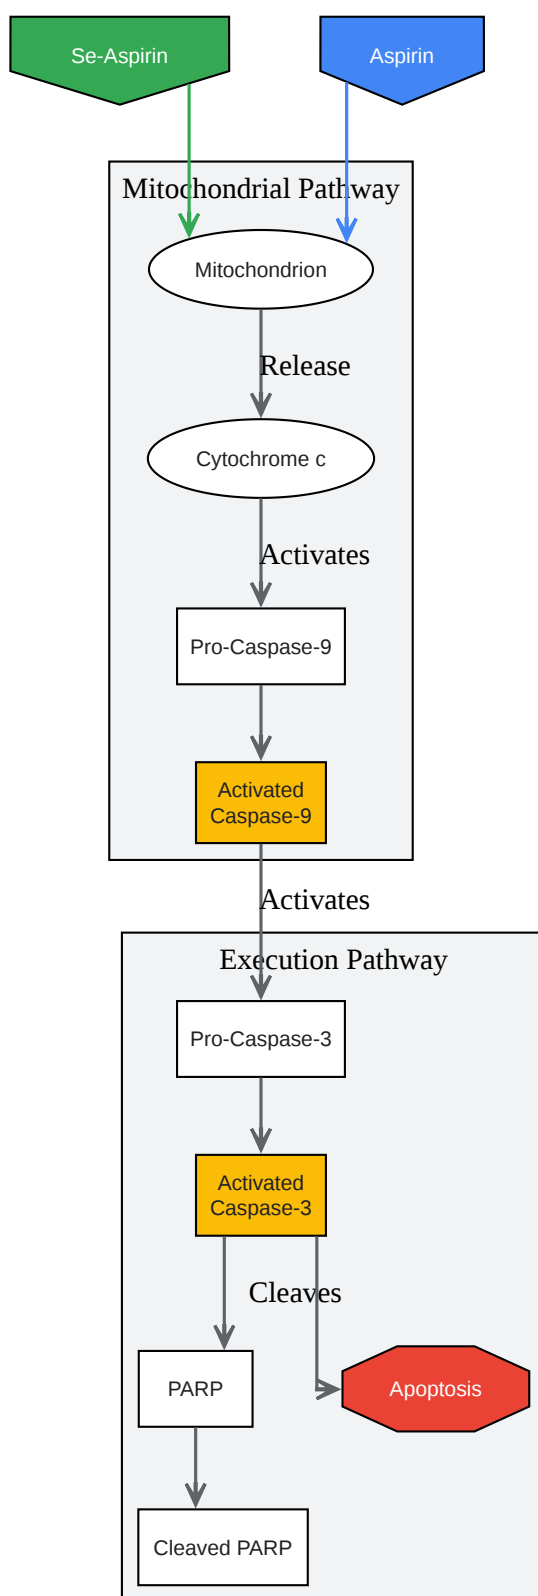 Se-Aspirin
Aspirin
Mitochondrial Pathway
Mitochondrion
Release
Cytochrome c
Activates
Pro-Caspase-9
Activated
Caspase-9
Activates
Execution Pathway
Pro-Caspase-3
Activated
Caspase-3
Cleaves
PARP
Apoptosis
Cleaved PARP